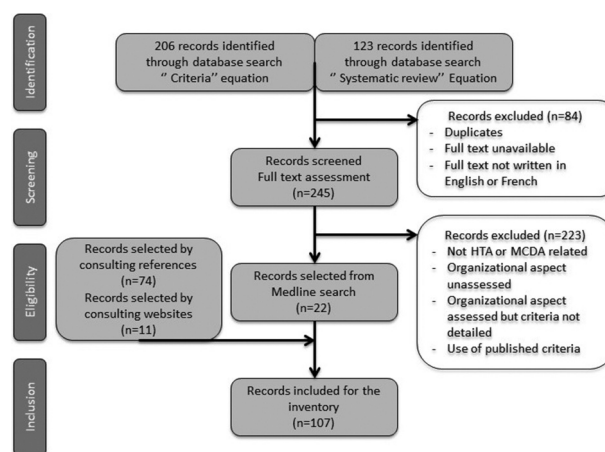 Identification
206 records identified
through database search
‘’ Criteria’’ equation
123 records identified
through database search
‘’ Systematic review’’ Equation
Records excluded (n=84)
- Duplicates
- Full text unavailable
- Full text not written in
English or French
Screening
Records screened
Full text assessment
(n=245)
Records excluded (n=223)
- Not HTA or MCDA related
- Organizational aspect
unassessed
- Organizational aspect
assessed but criteria not
detailed
- Use of published criteria
Eligibility
Records selected by
consulting references
(n=74)
Records selected by
consulting websites
(n=11)
Records selected from
Medline search
(n=22)
Inclusion
Records included for the
inventory
(n=107)